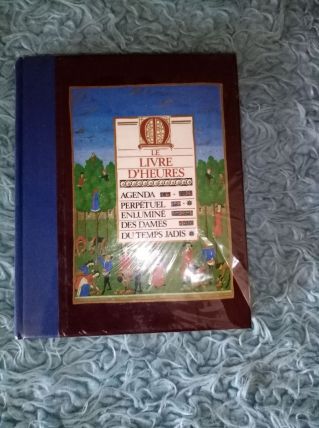 M
LE
LIVRE
D'HEURES
AGENDA
PERPÉTUEL
ENLUMINÉ
DES DAMES
DU TEMPS JADIS